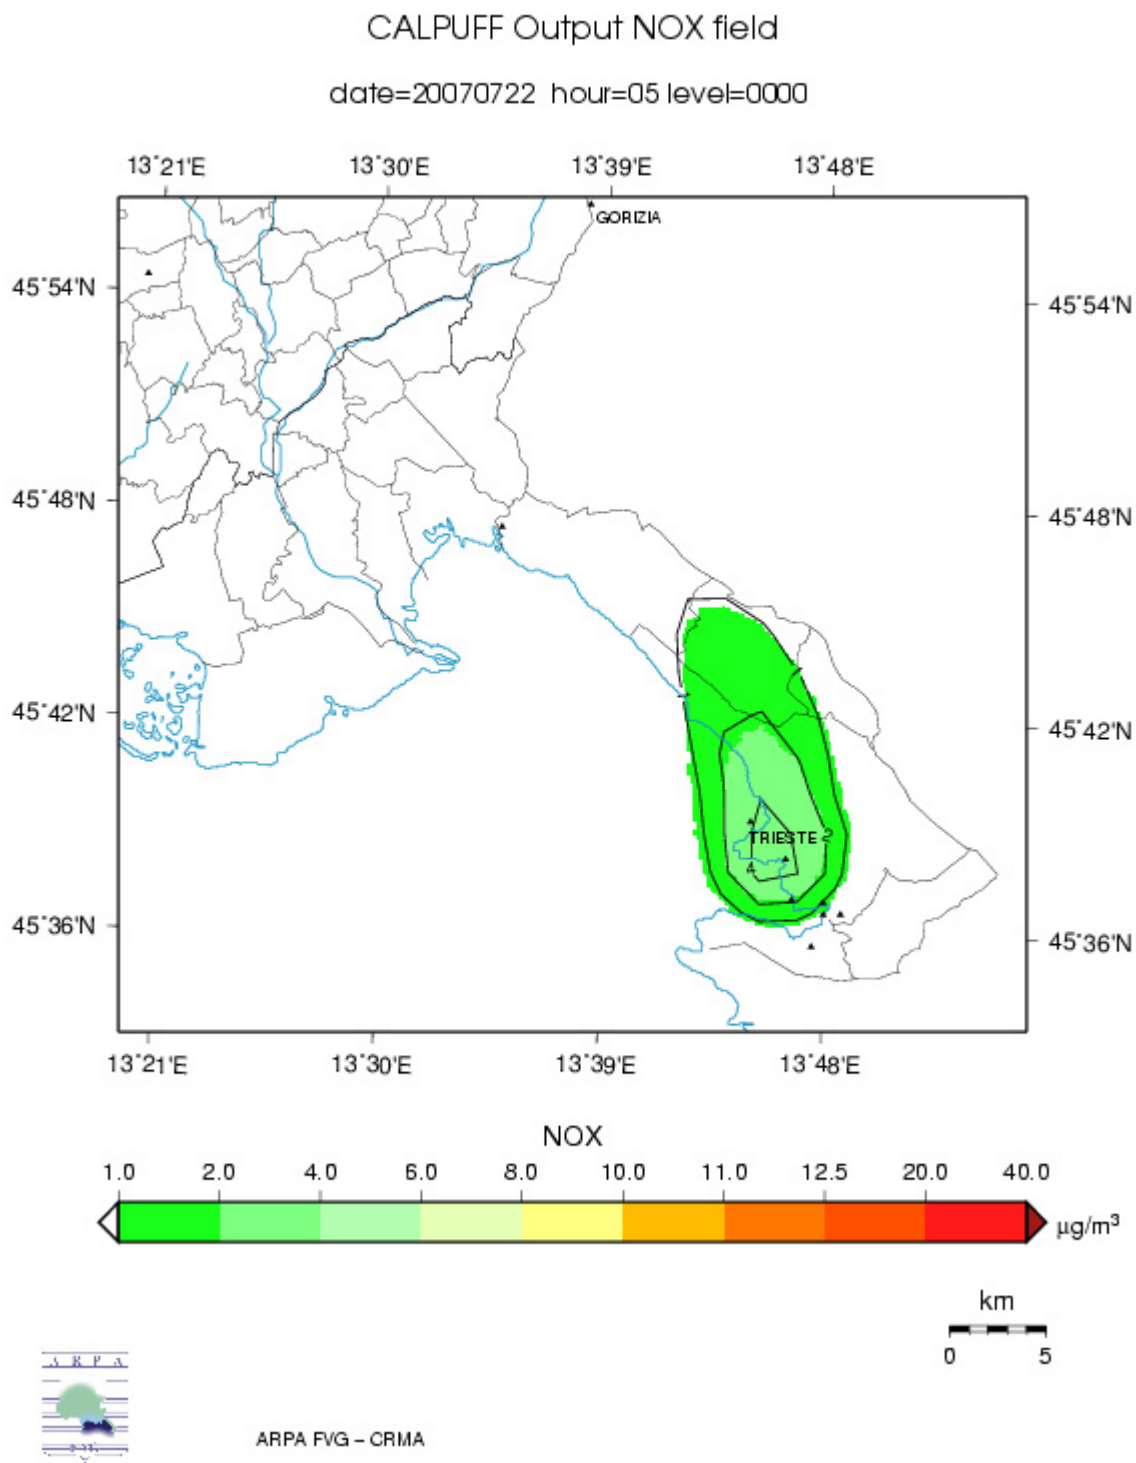 CALPUFF Output NOX field
date=20070722 hour=05 level=0000
13°21'E 13°30'E 13°39'E 13°48'E
GORIZIA
45°54'N 45°54'N
45°48'N 45°48'N
45°42'N 45°42'N
TRIESTE 2
4
45°36'N 45°36'N
13°21'E 13°30'E 13°39'E 13°48'E
NOX
1.0 2.0 4.0 6.0 8.0 10.0 11.0 12.5 20.0 40.0
µg/m³
km
0 5
A R P A
ARPA FVG – CRMA